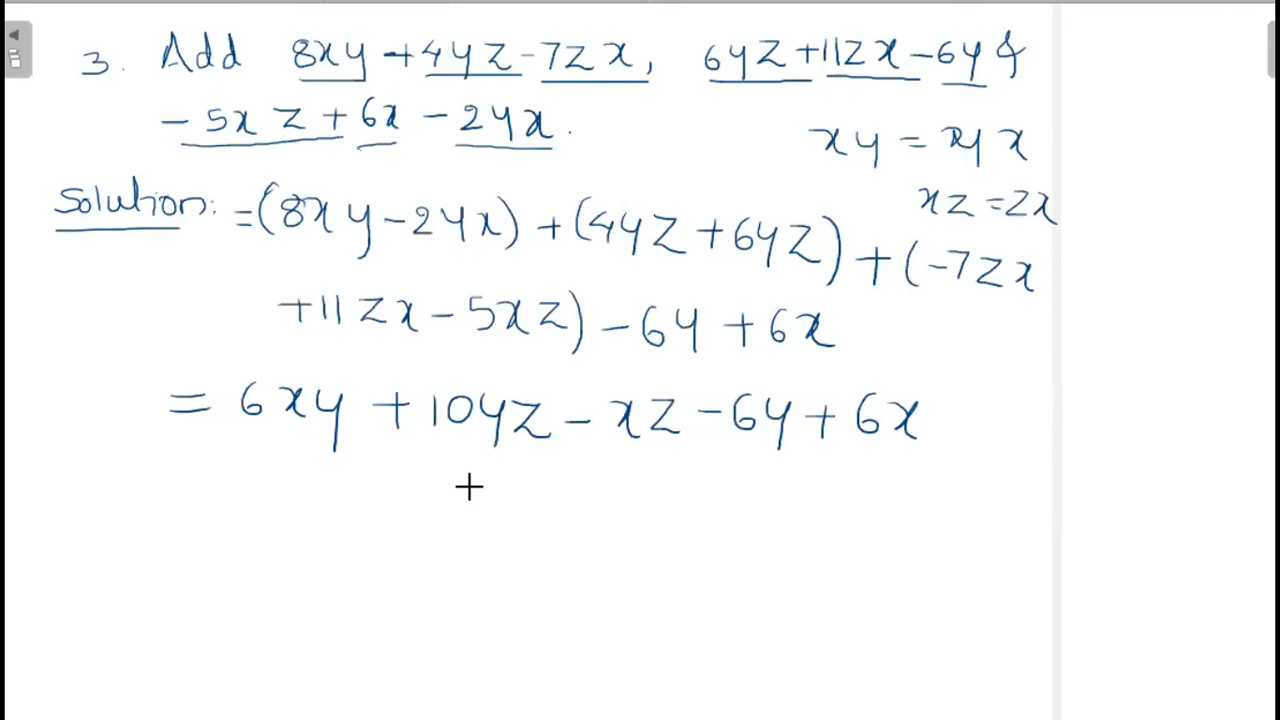 3. Add 8xy + 4yz - 7zx, 6yz + 11zx - 6y &
- 5xz + 6x - 2yx.
xy = yx
xz = zx
Solution: = (8xy - 2yx) + (4yz + 6yz) + (-7zx
+ 11zx - 5xz) - 6y + 6x
= 6xy + 10yz - xz - 6y + 6x